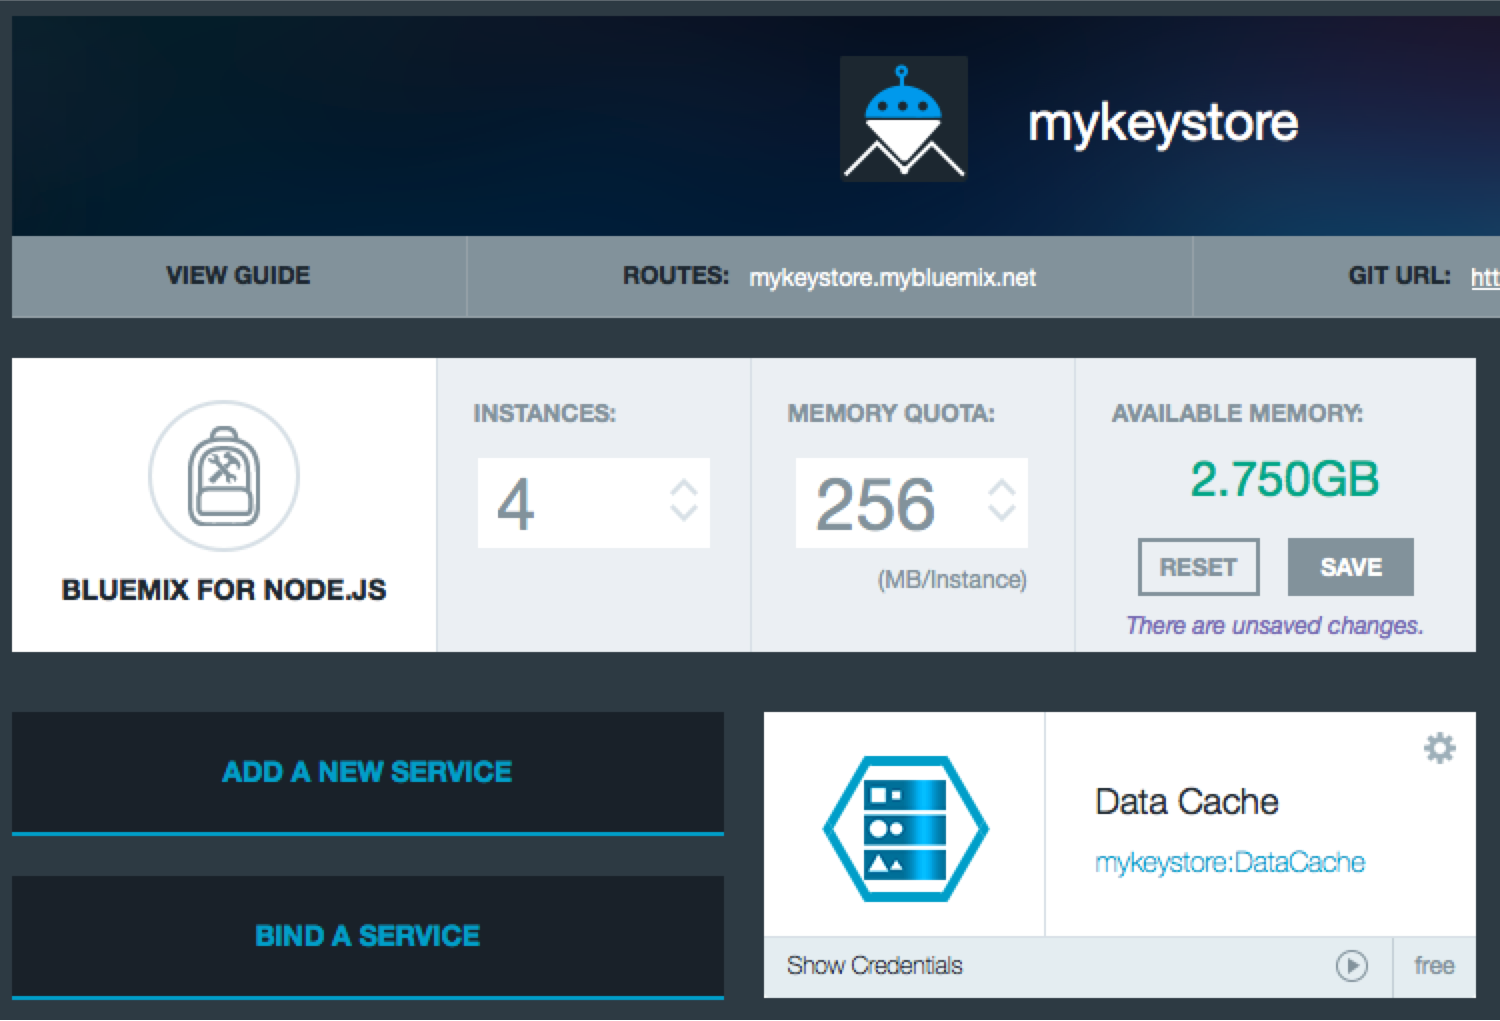 mykeystore
VIEW GUIDE
ROUTES: mykeystore.mybluemix.net
GIT URL: htt
INSTANCES:
4
MEMORY QUOTA:
256
(MB/Instance)
AVAILABLE MEMORY:
2.750GB
RESET
SAVE
There are unsaved changes.
BLUEMIX FOR NODE.JS
ADD A NEW SERVICE
BIND A SERVICE
Data Cache
mykeystore:DataCache
Show Credentials
free